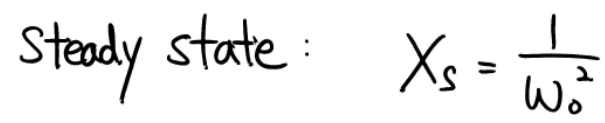 Steady state : X_s = 1/ω_0^2